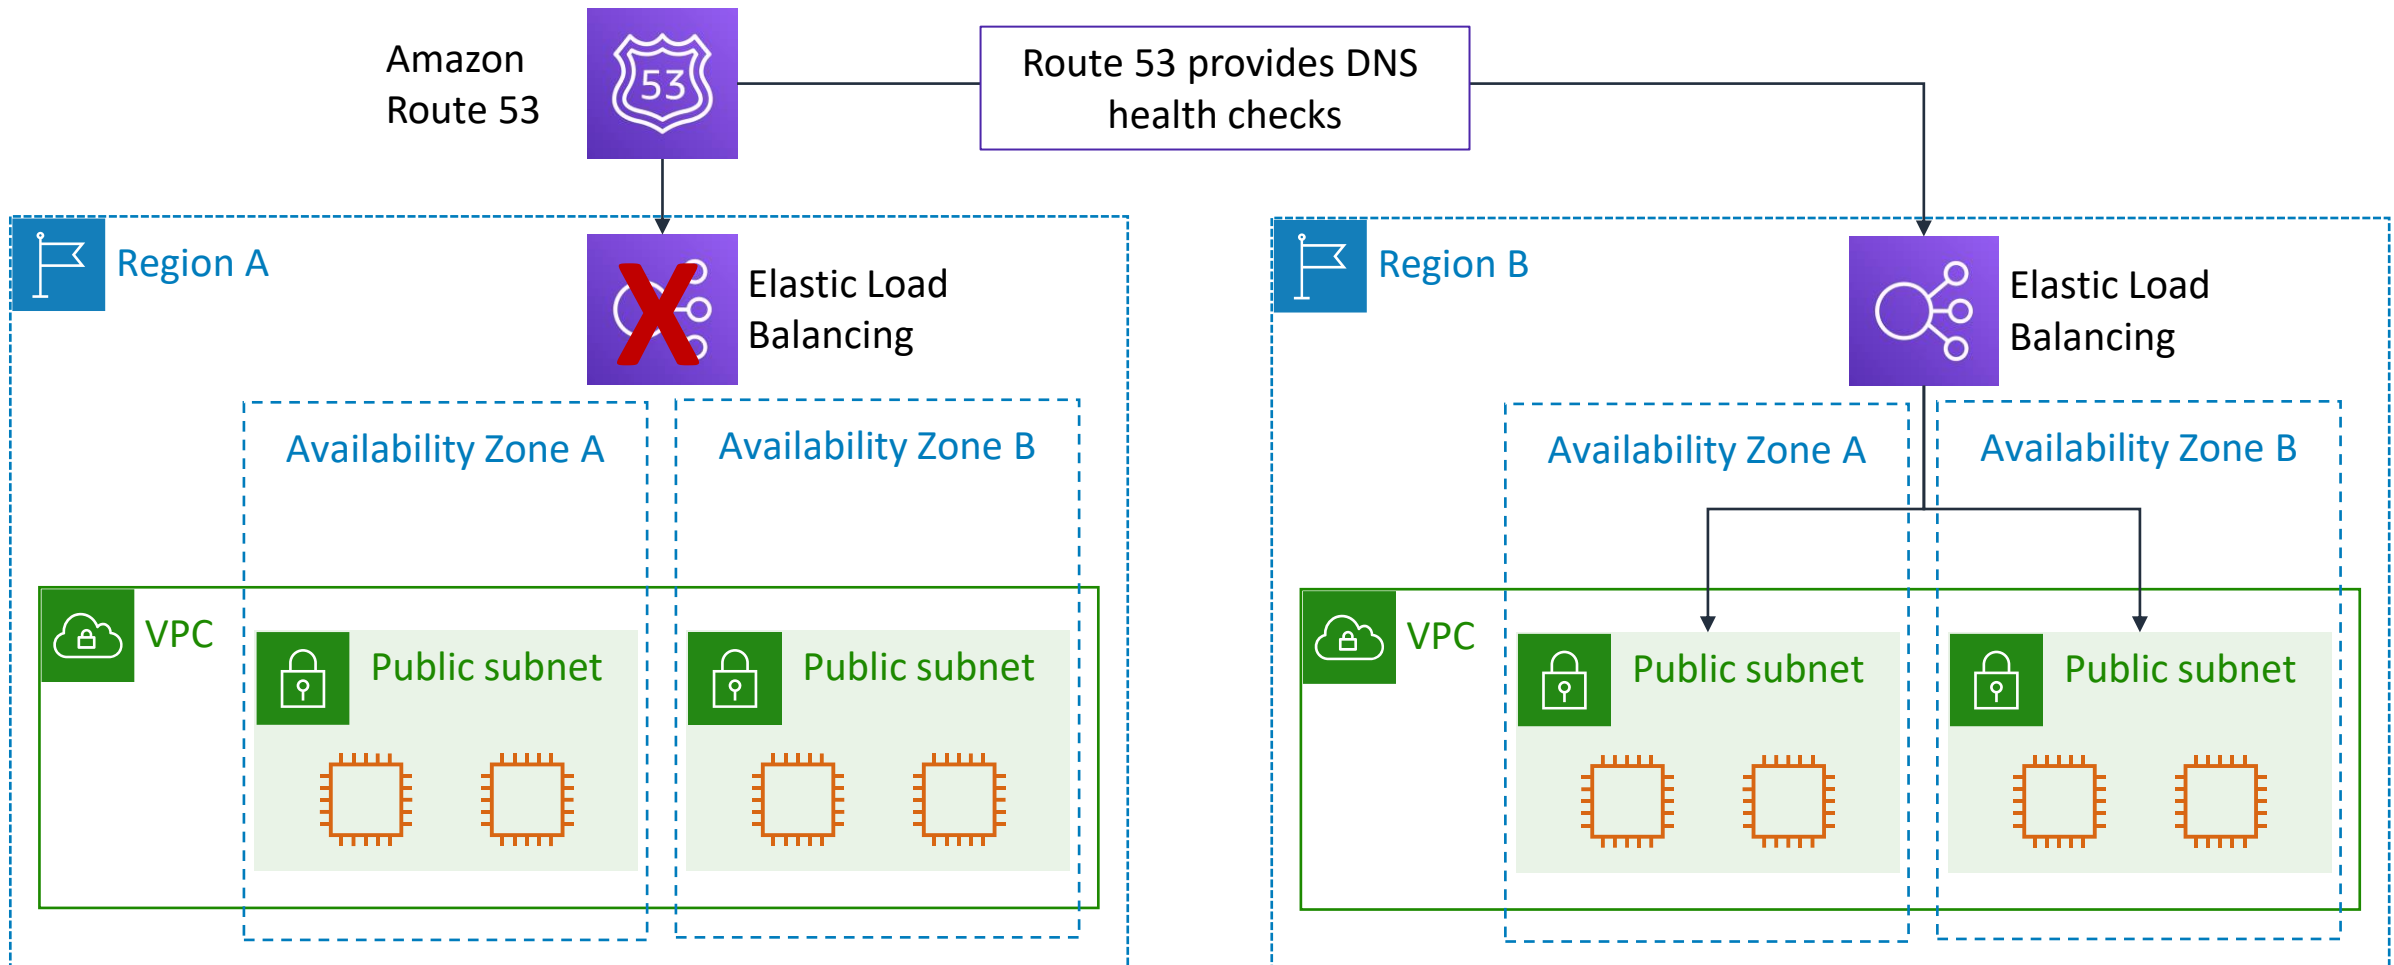 Amazon
Route 53
53
Route 53 provides DNS
health checks
Region A
X
Elastic Load
Balancing
Availability Zone A
Availability Zone B
VPC
Public subnet
Public subnet
Region B
Elastic Load
Balancing
Availability Zone A
Availability Zone B
VPC
Public subnet
Public subnet